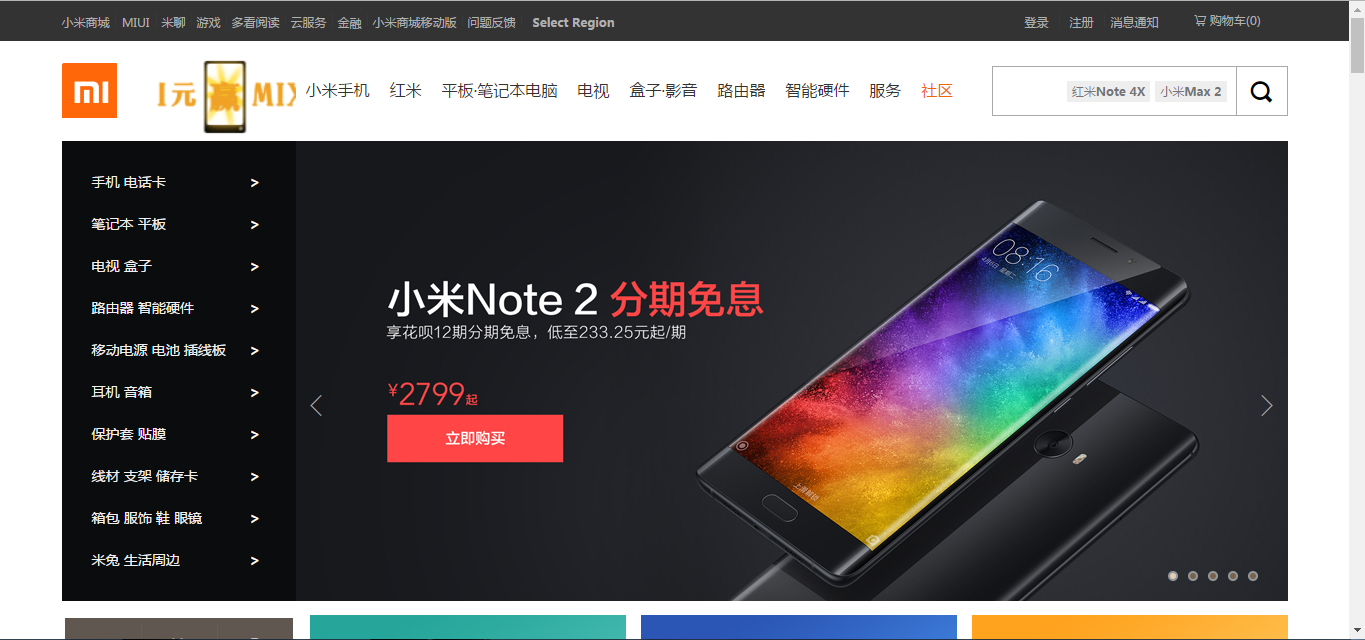 小米商城 MIUI 米聊 游戏 多看阅读 云服务 金融 小米商城移动版 问题反馈 Select Region 登录 注册 消息通知 购物车(0)
mi 1元 赢 MIX 小米手机 红米 平板·笔记本电脑 电视 盒子·影音 路由器 智能硬件 服务 社区 红米Note 4X 小米Max 2
手机 电话卡 >
笔记本 平板 >
电视 盒子 >
路由器 智能硬件 >
移动电源 电池 插线板 >
耳机 音箱 >
保护套 贴膜 >
线材 支架 储存卡 >
箱包 服饰 鞋 眼镜 >
米兔 生活周边 >
小米Note 2 分期免息
享花呗12期分期免息，低至233.25元起/期
¥2799起
立即购买
08:16